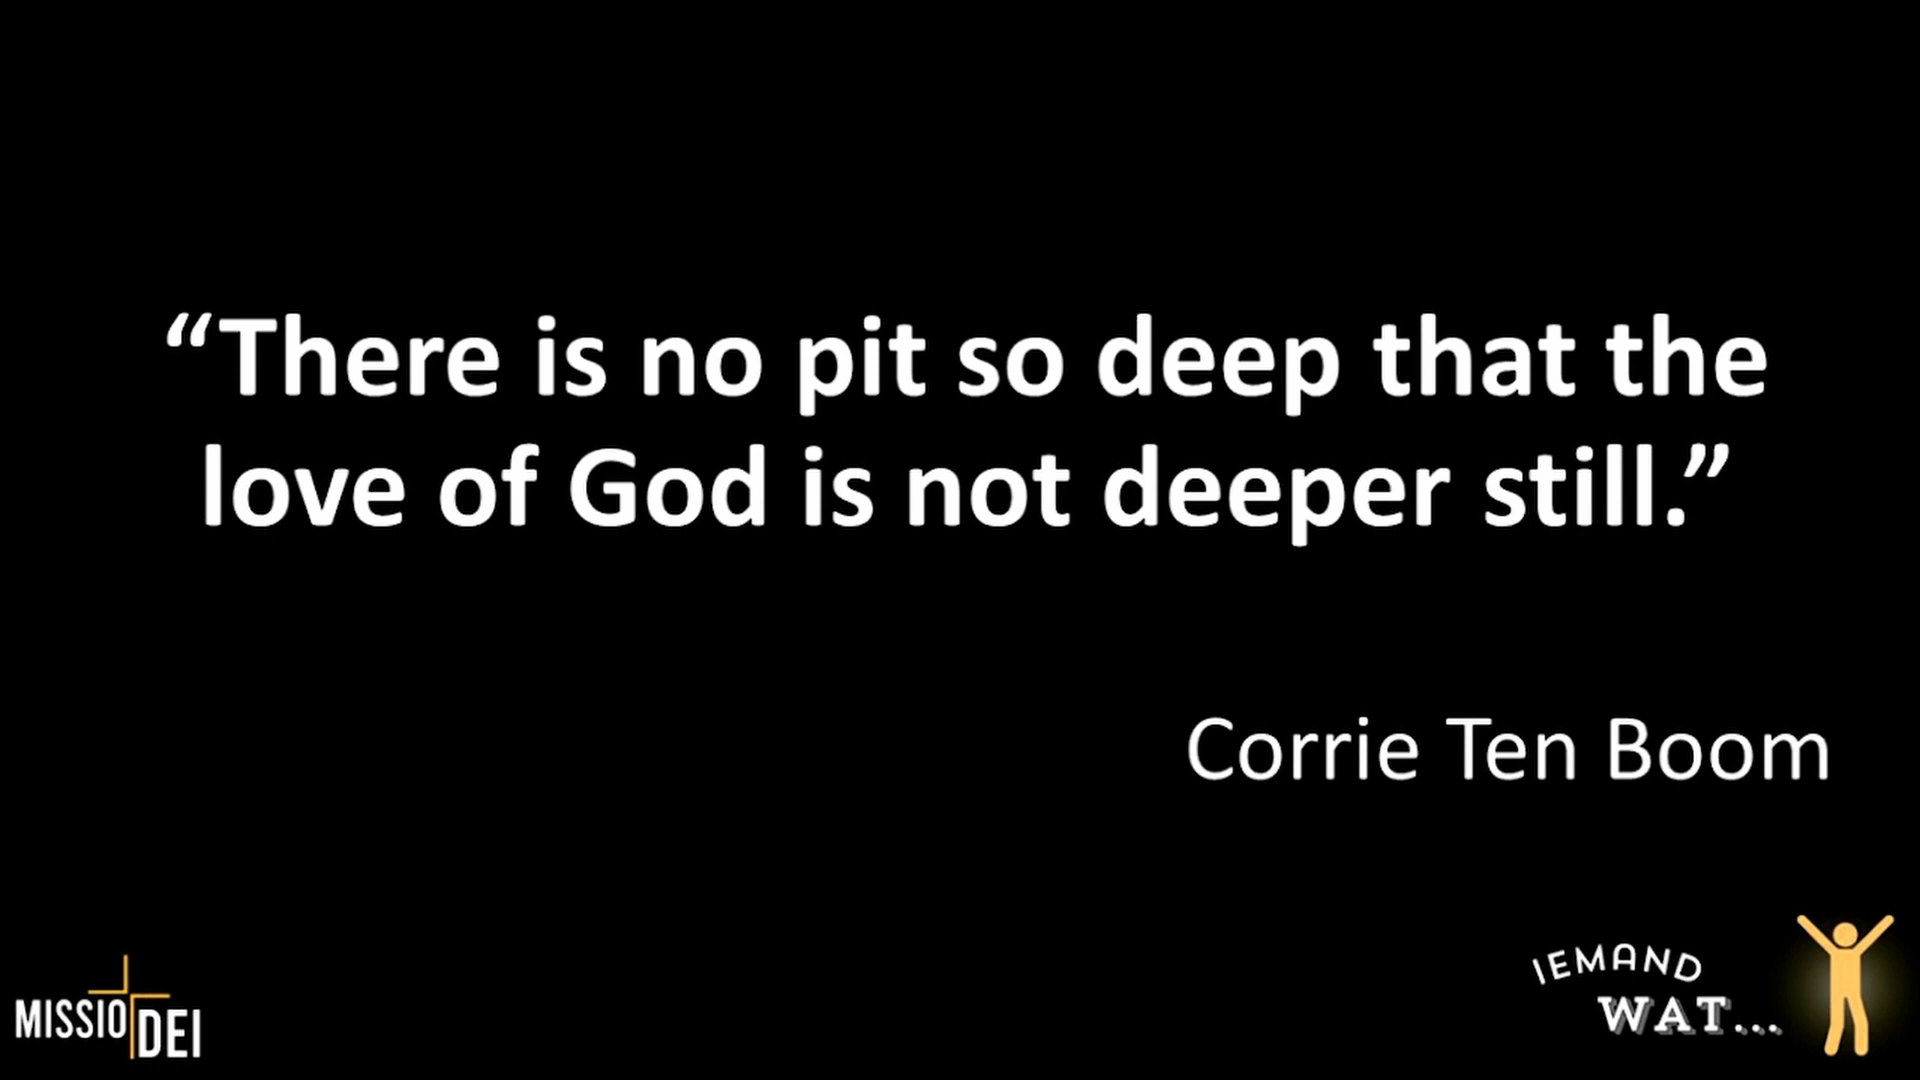 “There is no pit so deep that the
love of God is not deeper still.”
Corrie Ten Boom
MISSIO DEI
IEMAND
WAT...